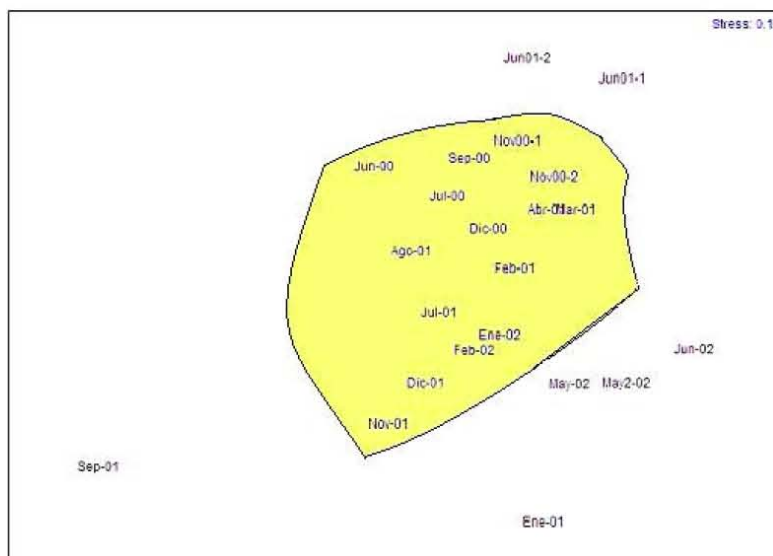 Stress: 0.1
Jun01-2
Jun01-1
Nov00-1
Sep-00
Jun-00
Nov00-2
Jul-00
Mar-01
Dic-00
Ago-01
Feb-01
Jul-01
Ene-02
Feb-02
Jun-02
Dic-01
May-02
May2-02
Nov-01
Sep-01
Ene-01